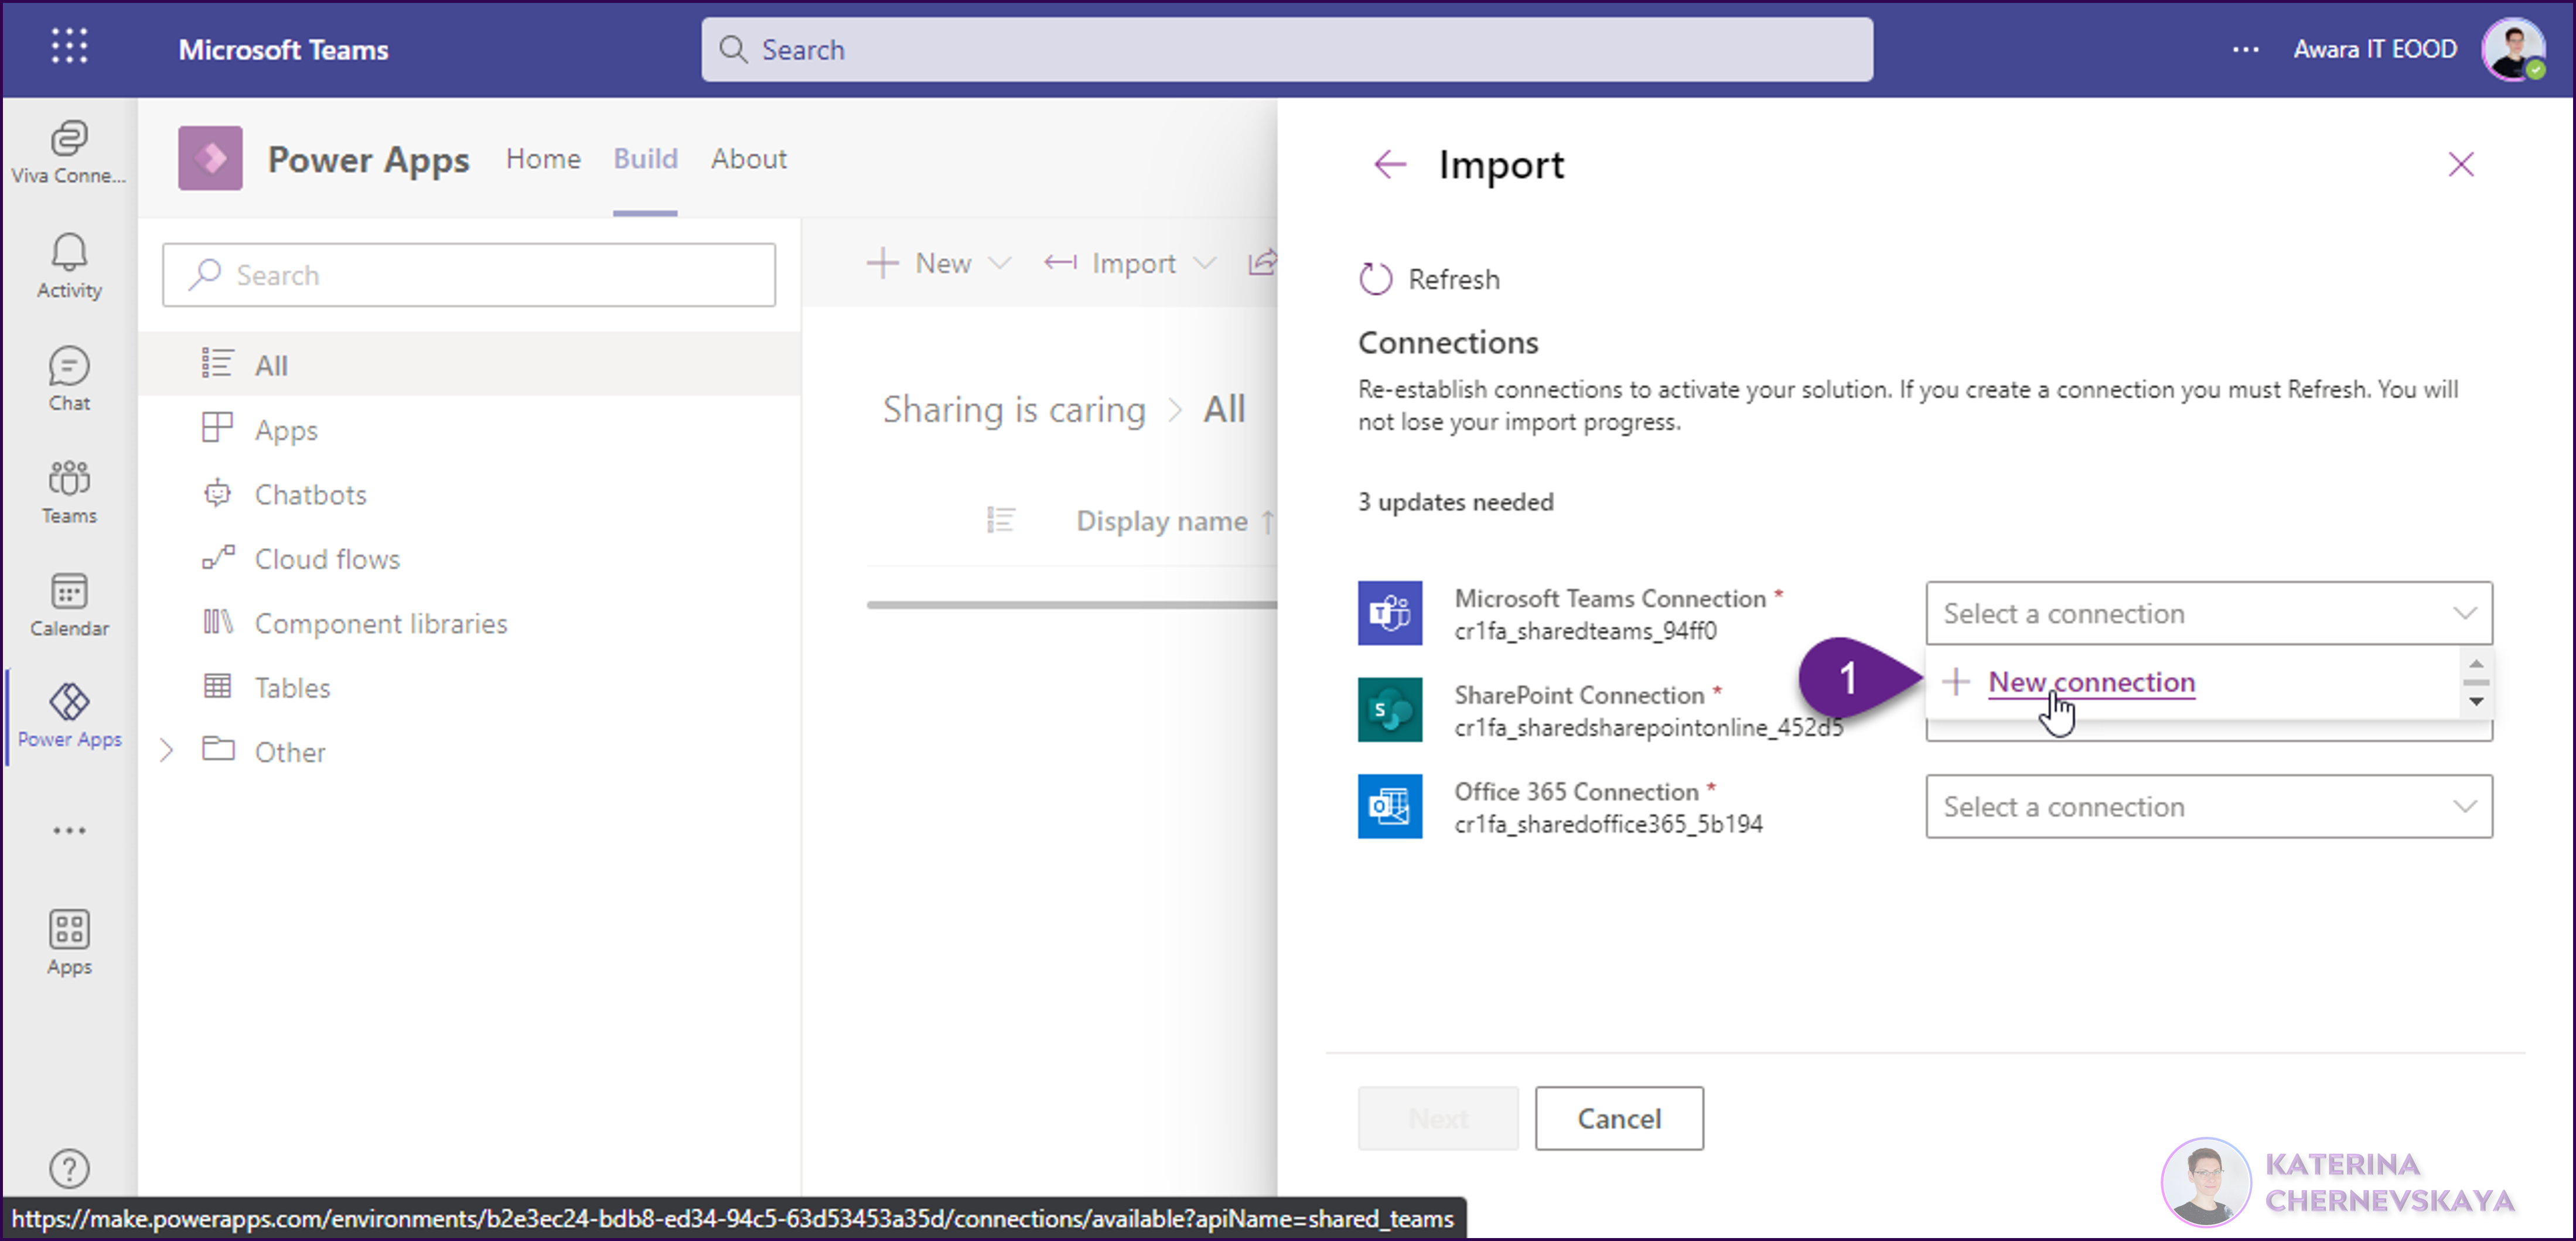 Microsoft Teams
Search
Awara IT EOOD
Viva Conne...
Activity
Chat
Teams
Calendar
Power Apps
Apps
Power Apps
Home
Build
About
Search
All
Apps
Chatbots
Cloud flows
Component libraries
Tables
Other
New
Import
Sharing is caring > All
Display name ↑
Import
Refresh
Connections
Re-establish connections to activate your solution. If you create a connection you must Refresh. You will
not lose your import progress.
3 updates needed
Microsoft Teams Connection *
cr1fa_sharedteams_94ff0
Select a connection
1
New connection
SharePoint Connection *
cr1fa_sharedsharepointonline_452d5
Office 365 Connection *
cr1fa_sharedoffice365_5b194
Select a connection
Next
Cancel
KATERINA
CHERNEVSKAYA
https://make.powerapps.com/environments/b2e3ec24-bdb8-ed34-94c5-63d53453a35d/connections/available?apiName=shared_teams